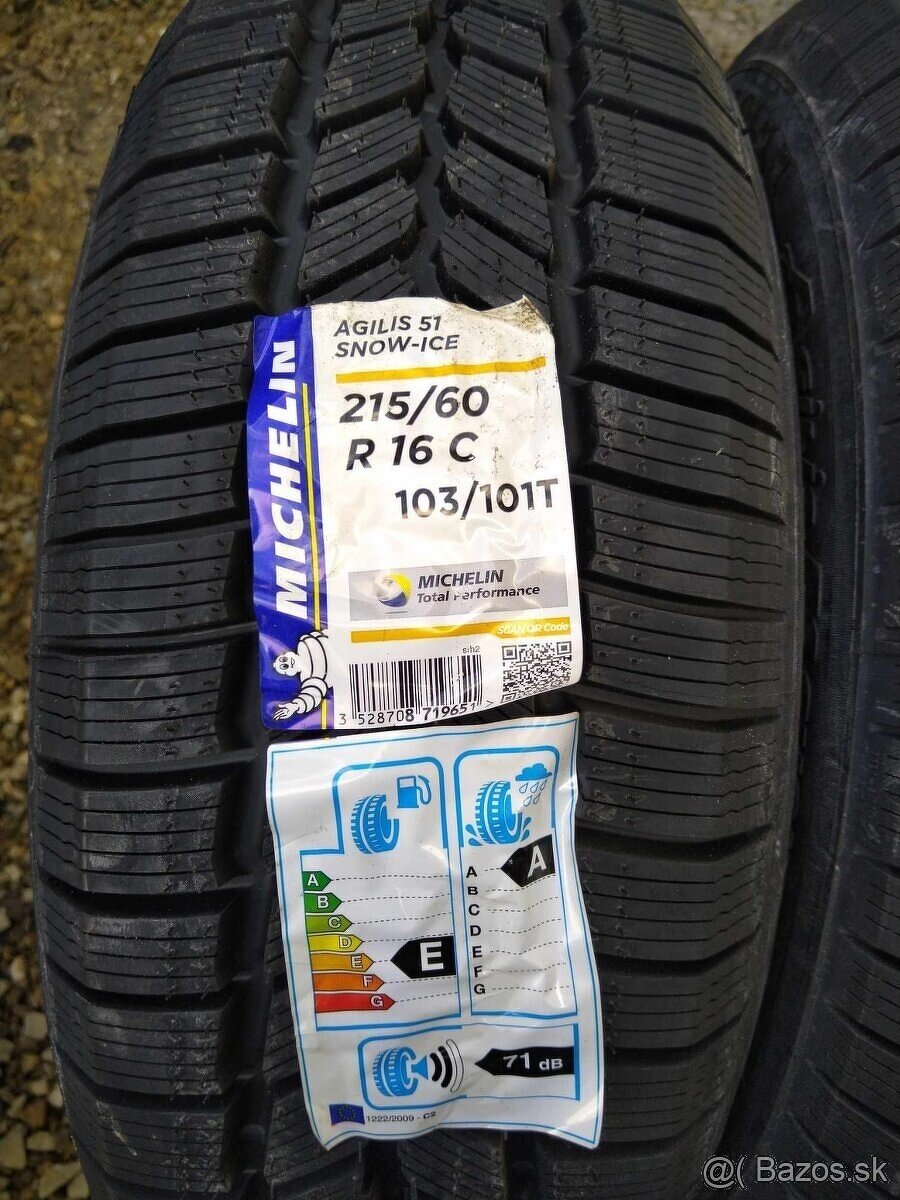 MICHELIN
AGILIS 51
SNOW-ICE
215/60
R 16 C
103/101T
MICHELIN
Total Performance
SCAN QR Code
s/h2
3 528708 719651 >
A
B
C
D
E
F
G
E
A
B
C
D
E
F
G
A
71 dB
1222/2009 - C2
@( Bazos.sk